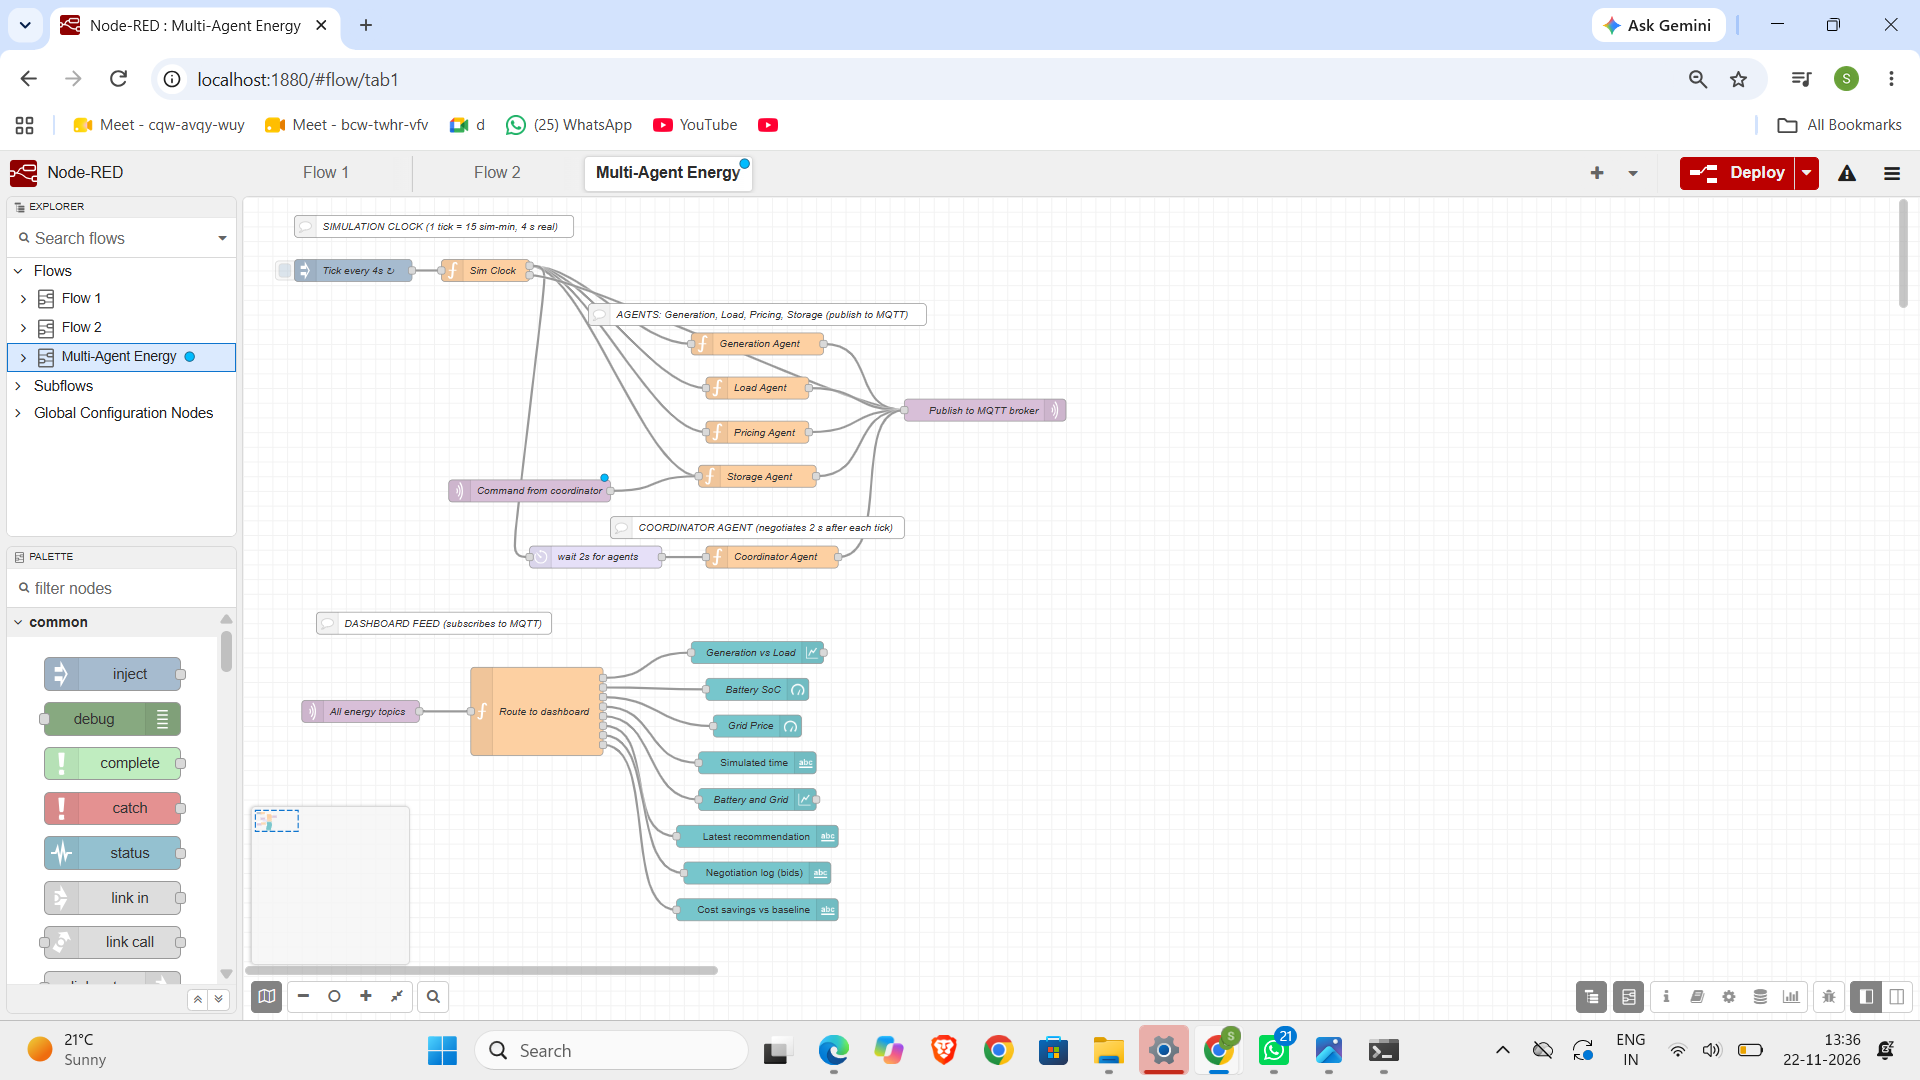 Node-RED : Multi-Agent Energy
Ask Gemini
localhost:1880/#flow/tab1
S
Meet - cqw-avqy-wuy
Meet - bcw-twhr-vfv
d
(25) WhatsApp
YouTube
All Bookmarks
Node-RED
Flow 1
Flow 2
Multi-Agent Energy
Deploy
EXPLORER
Search flows
Flows
Flow 1
Flow 2
Multi-Agent Energy
Subflows
Global Configuration Nodes
PALETTE
filter nodes
common
inject
debug
complete
catch
status
link in
link call
SIMULATION CLOCK (1 tick = 15 sim-min, 4 s real)
Tick every 4s ↻
Sim Clock
AGENTS: Generation, Load, Pricing, Storage (publish to MQTT)
Generation Agent
Load Agent
Publish to MQTT broker
Pricing Agent
Storage Agent
Command from coordinator
COORDINATOR AGENT (negotiates 2 s after each tick)
wait 2s for agents
Coordinator Agent
DASHBOARD FEED (subscribes to MQTT)
Generation vs Load
Battery SoC
All energy topics
Route to dashboard
Grid Price
Simulated time
abc
Battery and Grid
Latest recommendation
abc
Negotiation log (bids)
abc
Cost savings vs baseline
abc
21°C
Sunny
Search
S
21
ENG
IN
13:36
22-11-2026